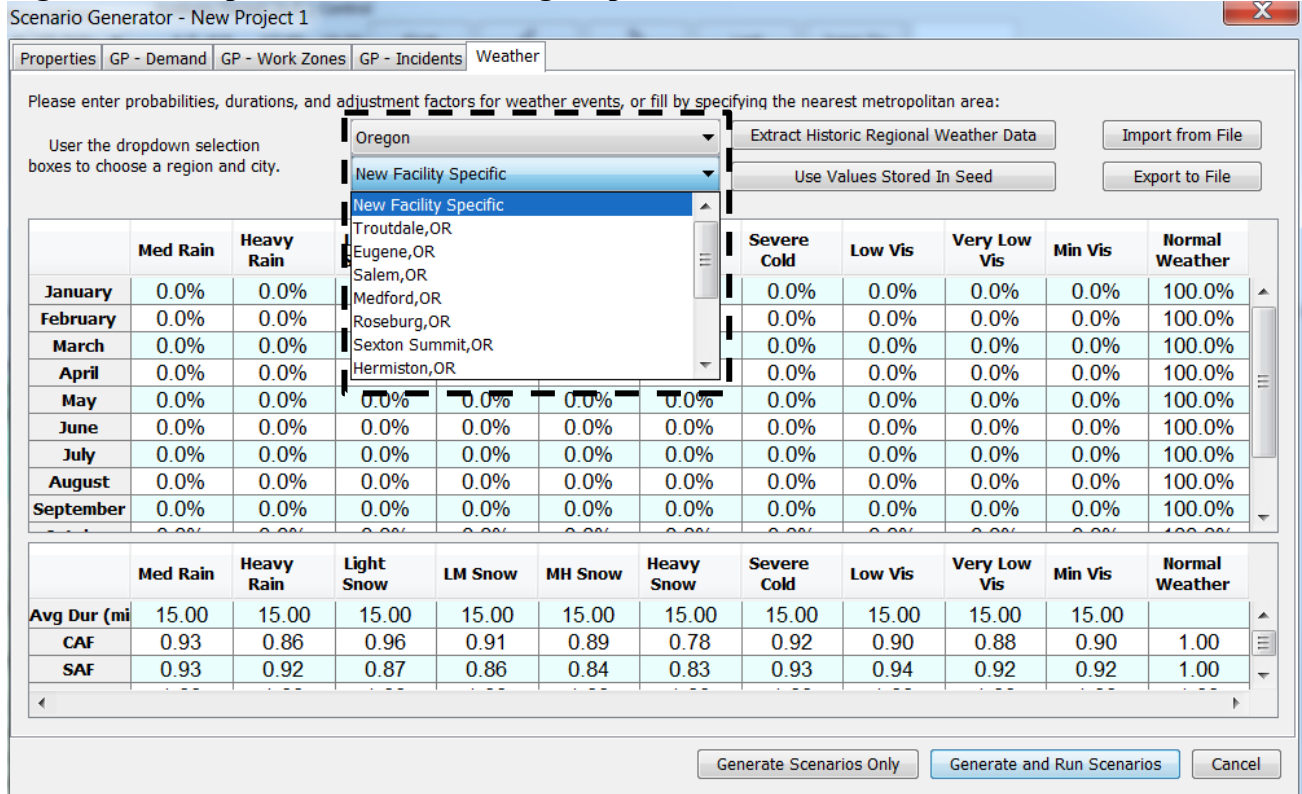 Scenario Generator - New Project 1
X
Properties GP - Demand GP - Work Zones GP - Incidents Weather
Please enter probabilities, durations, and adjustment factors for weather events, or fill by specifying the nearest metropolitan area:
User the dropdown selection
boxes to choose a region and city.
Oregon
Extract Historic Regional Weather Data
Import from File
New Facility Specific
Use Values Stored In Seed
Export to File
New Facility Specific
Troutdale,OR
Eugene,OR
Salem,OR
Medford,OR
Roseburg,OR
Sexton Summit,OR
Hermiston,OR
Med Rain Heavy Rain Severe Cold Low Vis Very Low Vis Min Vis Normal Weather
January 0.0% 0.0% 0.0% 0.0% 0.0% 0.0% 100.0%
February 0.0% 0.0% 0.0% 0.0% 0.0% 0.0% 100.0%
March 0.0% 0.0% 0.0% 0.0% 0.0% 0.0% 100.0%
April 0.0% 0.0% 0.0% 0.0% 0.0% 0.0% 100.0%
May 0.0% 0.0% 0.0% 0.0% 0.0% 0.0% 0.0% 0.0% 0.0% 0.0% 100.0%
June 0.0% 0.0% 0.0% 0.0% 0.0% 0.0% 0.0% 0.0% 0.0% 0.0% 100.0%
July 0.0% 0.0% 0.0% 0.0% 0.0% 0.0% 0.0% 0.0% 0.0% 0.0% 100.0%
August 0.0% 0.0% 0.0% 0.0% 0.0% 0.0% 0.0% 0.0% 0.0% 0.0% 100.0%
September 0.0% 0.0% 0.0% 0.0% 0.0% 0.0% 0.0% 0.0% 0.0% 0.0% 100.0%
Med Rain Heavy Rain Light Snow LM Snow MH Snow Heavy Snow Severe Cold Low Vis Very Low Vis Min Vis Normal Weather
Avg Dur (mi 15.00 15.00 15.00 15.00 15.00 15.00 15.00 15.00 15.00 15.00
CAF 0.93 0.86 0.96 0.91 0.89 0.78 0.92 0.90 0.88 0.90 1.00
SAF 0.93 0.92 0.87 0.86 0.84 0.83 0.93 0.94 0.92 0.92 1.00
Generate Scenarios Only Generate and Run Scenarios Cancel